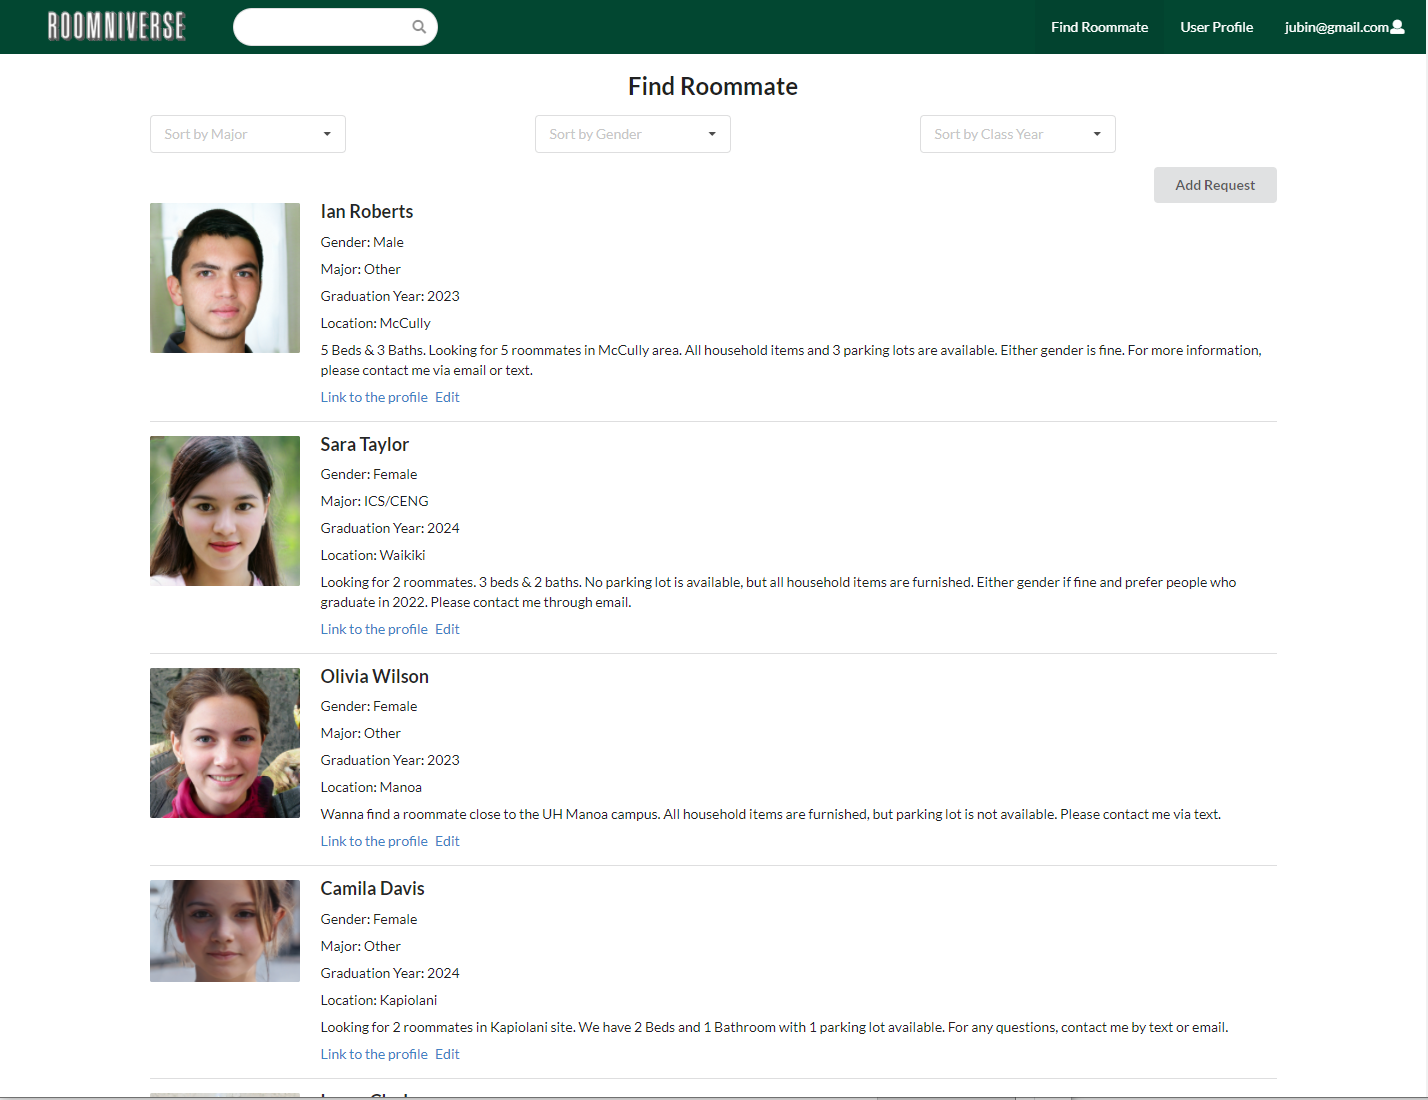 ROOMNIVERSE
Find Roommate
User Profile
jubin@gmail.com
Find Roommate
Sort by Major
Sort by Gender
Sort by Class Year
Add Request
Ian Roberts
Gender: Male
Major: Other
Graduation Year: 2023
Location: McCully
5 Beds & 3 Baths. Looking for 5 roommates in McCully area. All household items and 3 parking lots are available. Either gender is fine. For more information,
please contact me via email or text.
Link to the profile Edit
Sara Taylor
Gender: Female
Major: ICS/CENG
Graduation Year: 2024
Location: Waikiki
Looking for 2 roommates. 3 beds & 2 baths. No parking lot is available, but all household items are furnished. Either gender if fine and prefer people who
graduate in 2022. Please contact me through email.
Link to the profile Edit
Olivia Wilson
Gender: Female
Major: Other
Graduation Year: 2023
Location: Manoa
Wanna find a roommate close to the UH Manoa campus. All household items are furnished, but parking lot is not available. Please contact me via text.
Link to the profile Edit
Camila Davis
Gender: Female
Major: Other
Graduation Year: 2024
Location: Kapiolani
Looking for 2 roommates in Kapiolani site. We have 2 Beds and 1 Bathroom with 1 parking lot available. For any questions, contact me by text or email.
Link to the profile Edit